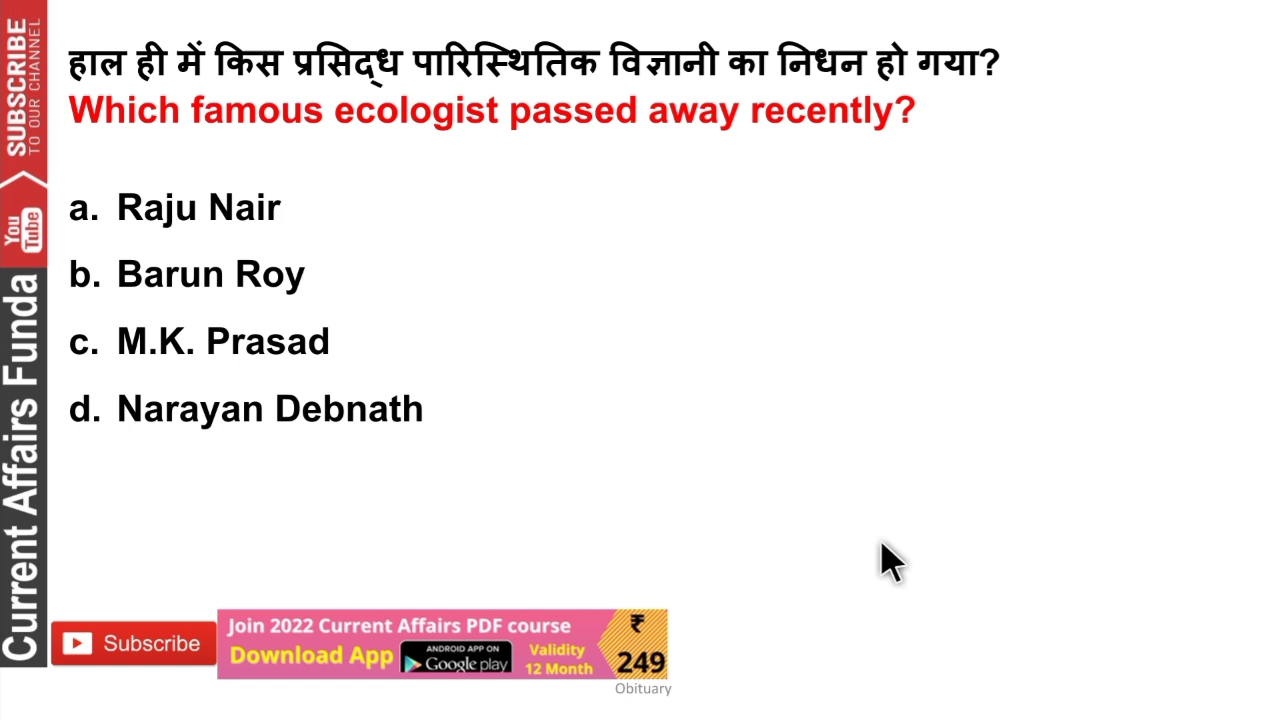 हाल ही में किस प्रसिद्ध पारिस्थितिक विज्ञानी का निधन हो गया?
Which famous ecologist passed away recently?
a. Raju Nair
b. Barun Roy
c. M.K. Prasad
d. Narayan Debnath
SUBSCRIBE
TO OUR CHANNEL
You
Tube
Current Affairs Funda
Subscribe
Join 2022 Current Affairs PDF course
Download App
ANDROID APP ON
Google play
Validity
12 Month
₹
249
Obituary